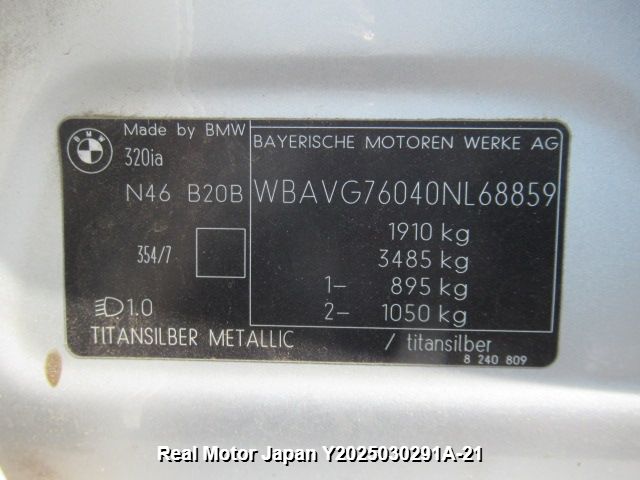 BMW
Made by BMW
320ia
N46 B20B
354/7
1.0
TITANSILBER METALLIC / titansilber
8 240 809
BAYERISCHE MOTOREN WERKE AG
WBAVG76040NL68859
1910 kg
3485 kg
1– 895 kg
2– 1050 kg
Real Motor Japan Y2025030291A-21